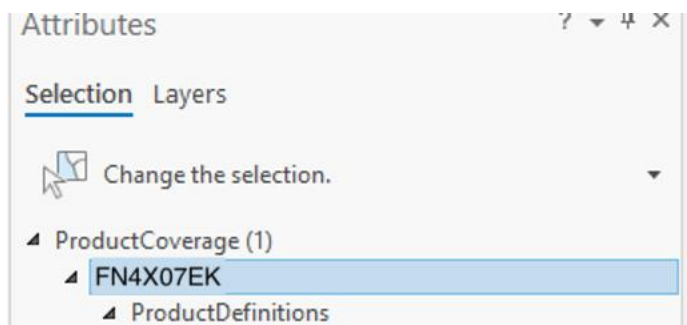 Attributes
Selection Layers
Change the selection.
ProductCoverage (1)
FN4X07EK
ProductDefinitions